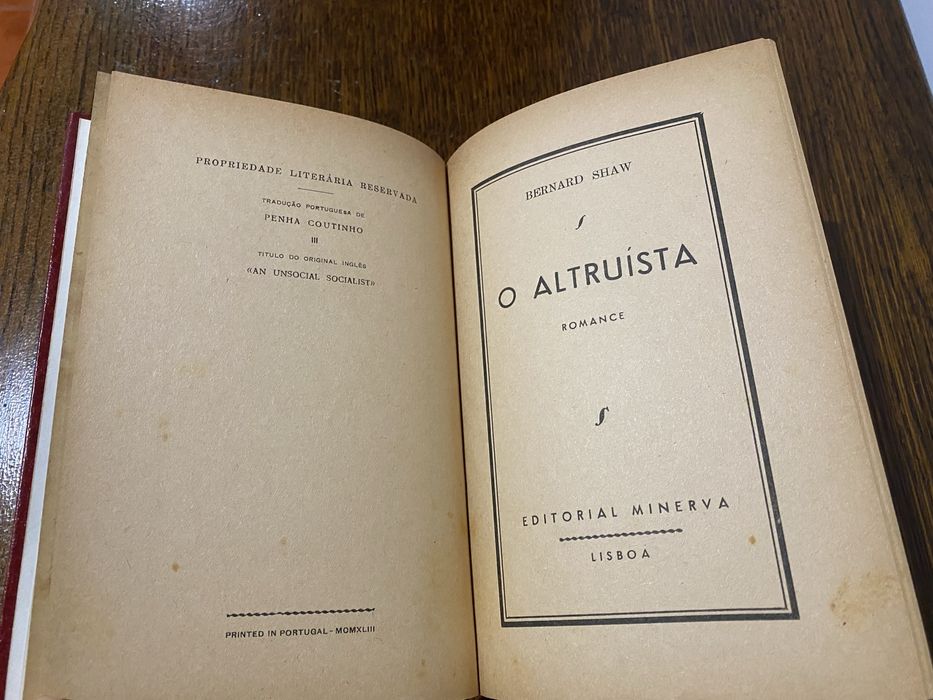 PROPRIEDADE LITERÁRIA RESERVADA
TRADUÇÃO PORTUGUESA DE
PENHA COUTINHO
III
TITULO DO ORIGINAL INGLÊS
«AN UNSOCIAL SOCIALIST»
PRINTED IN PORTUGAL – MOMXLIII
BERNARD SHAW
O ALTRUÍSTA
ROMANCE
EDITORIAL MINERVA
LISBOA